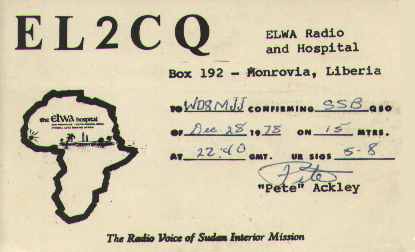 EL2CQ
ELWA Radio
and Hospital
Box 192 - Monrovia, Liberia
the ELWA hospital
TO WD8MJJ CONFIRMING SSB QSO
OF Dec 28 1978 ON 15 MTRS.
AT 22:40 GMT. UR SIGS 5-8
Pete
"Pete" Ackley
The Radio Voice of Sudan Interior Mission